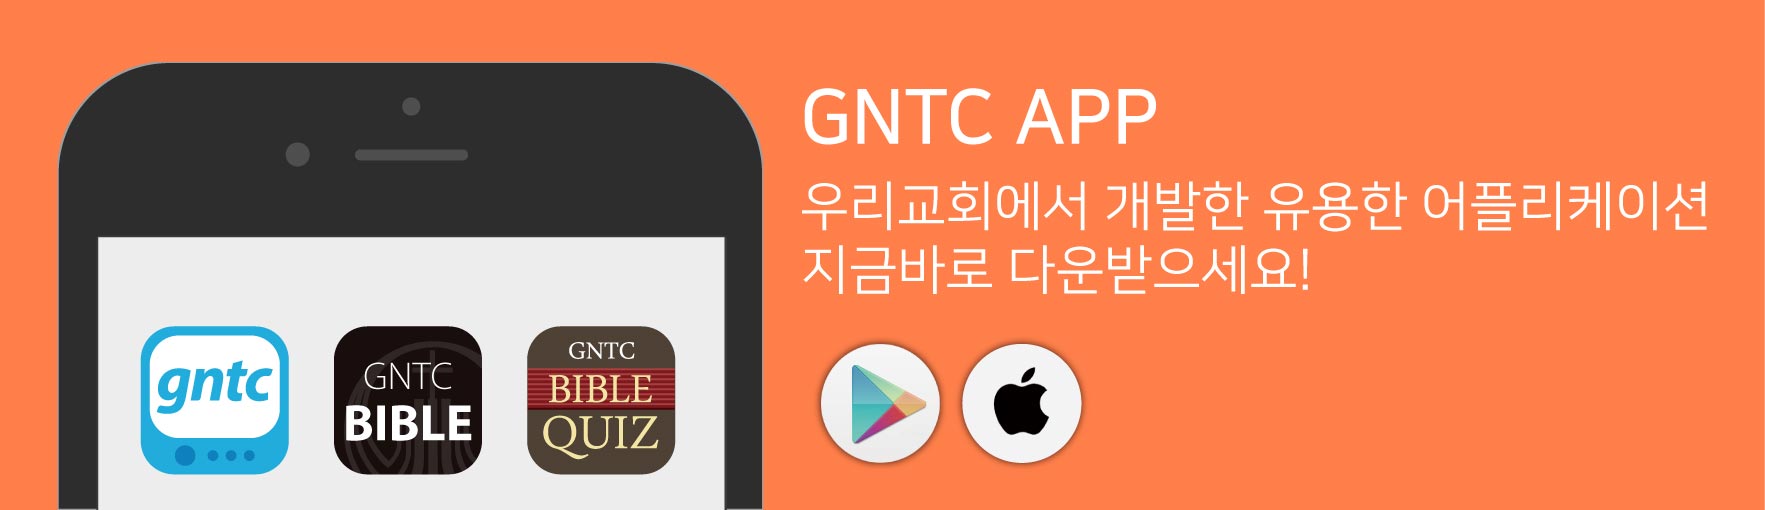 GNTC APP
우리교회에서 개발한 유용한 어플리케이션
지금바로 다운받으세요!
gntc
GNTC
BIBLE
GNTC
BIBLE
QUIZ